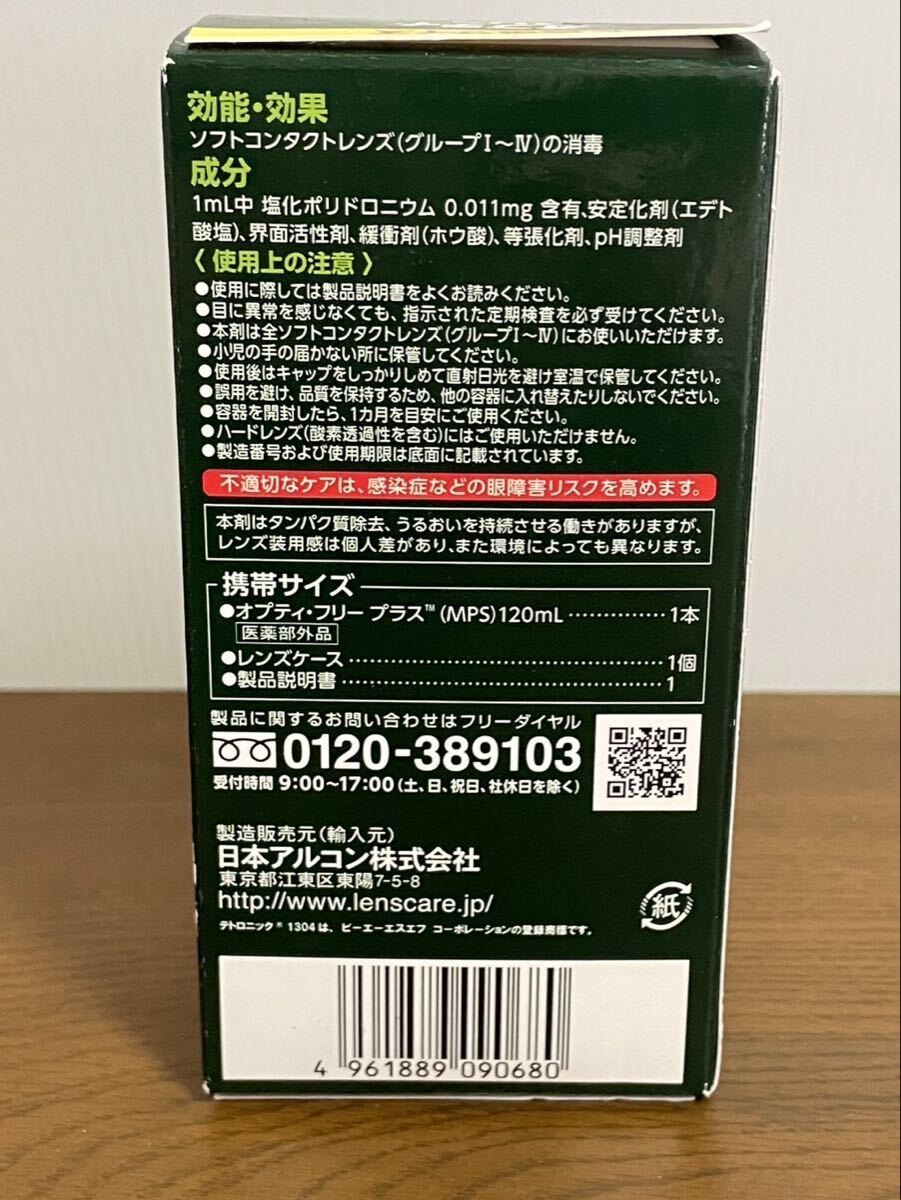 効能・効果
ソフトコンタクトレンズ(グループⅠ～Ⅳ)の消毒
成分
1mL中 塩化ポリドロニウム 0.011mg 含有、安定化剤(エデト
酸塩)、界面活性剤、緩衝剤(ホウ酸)、等張化剤、pH調整剤
〈 使用上の注意 〉
●使用に際しては製品説明書をよくお読みください。
●目に異常を感じなくても、指示された定期検査を必ず受けてください。
●本剤は全ソフトコンタクトレンズ(グループⅠ～Ⅳ)にお使いいただけます。
●小児の手の届かない所に保管してください。
●使用後はキャップをしっかりしめて直射日光を避け室温で保管してください。
●誤用を避け、品質を保持するため、他の容器に入れ替えたりしないでください。
●容器を開封したら、1カ月を目安にご使用ください。
●ハードレンズ(酸素透過性を含む)にはご使用いただけません。
●製造番号および使用期限は底面に記載されています。
不適切なケアは、感染症などの眼障害リスクを高めます。
本剤はタンパク質除去、うるおいを持続させる働きがありますが、
レンズ装用感は個人差があり、また環境によっても異なります。
携帯サイズ
●オプティ・フリー プラス™(MPS)120mL ……………1本
医薬部外品
●レンズケース……………………………………1個
●製品説明書………………………………………1
製品に関するお問い合わせはフリーダイヤル
0120-389103
受付時間 9:00～17:00(土、日、祝日、社休日を除く)
製造販売元(輸入元)
日本アルコン株式会社
東京都江東区東陽7-5-8
http://www.lenscare.jp/
紙
テトロニック® 1304は、ビーエーエスエフ コーポレーションの登録商標です。
4 961889 090680